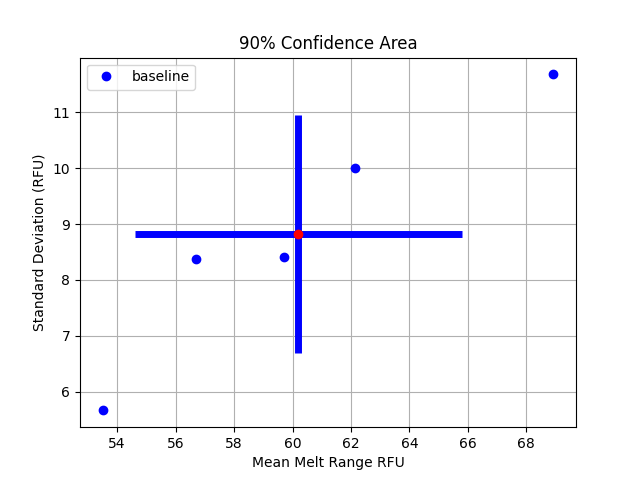 90% Confidence Area
baseline
11
10
9
8
7
6
Standard Deviation (RFU)
54 56 58 60 62 64 66 68
Mean Melt Range RFU